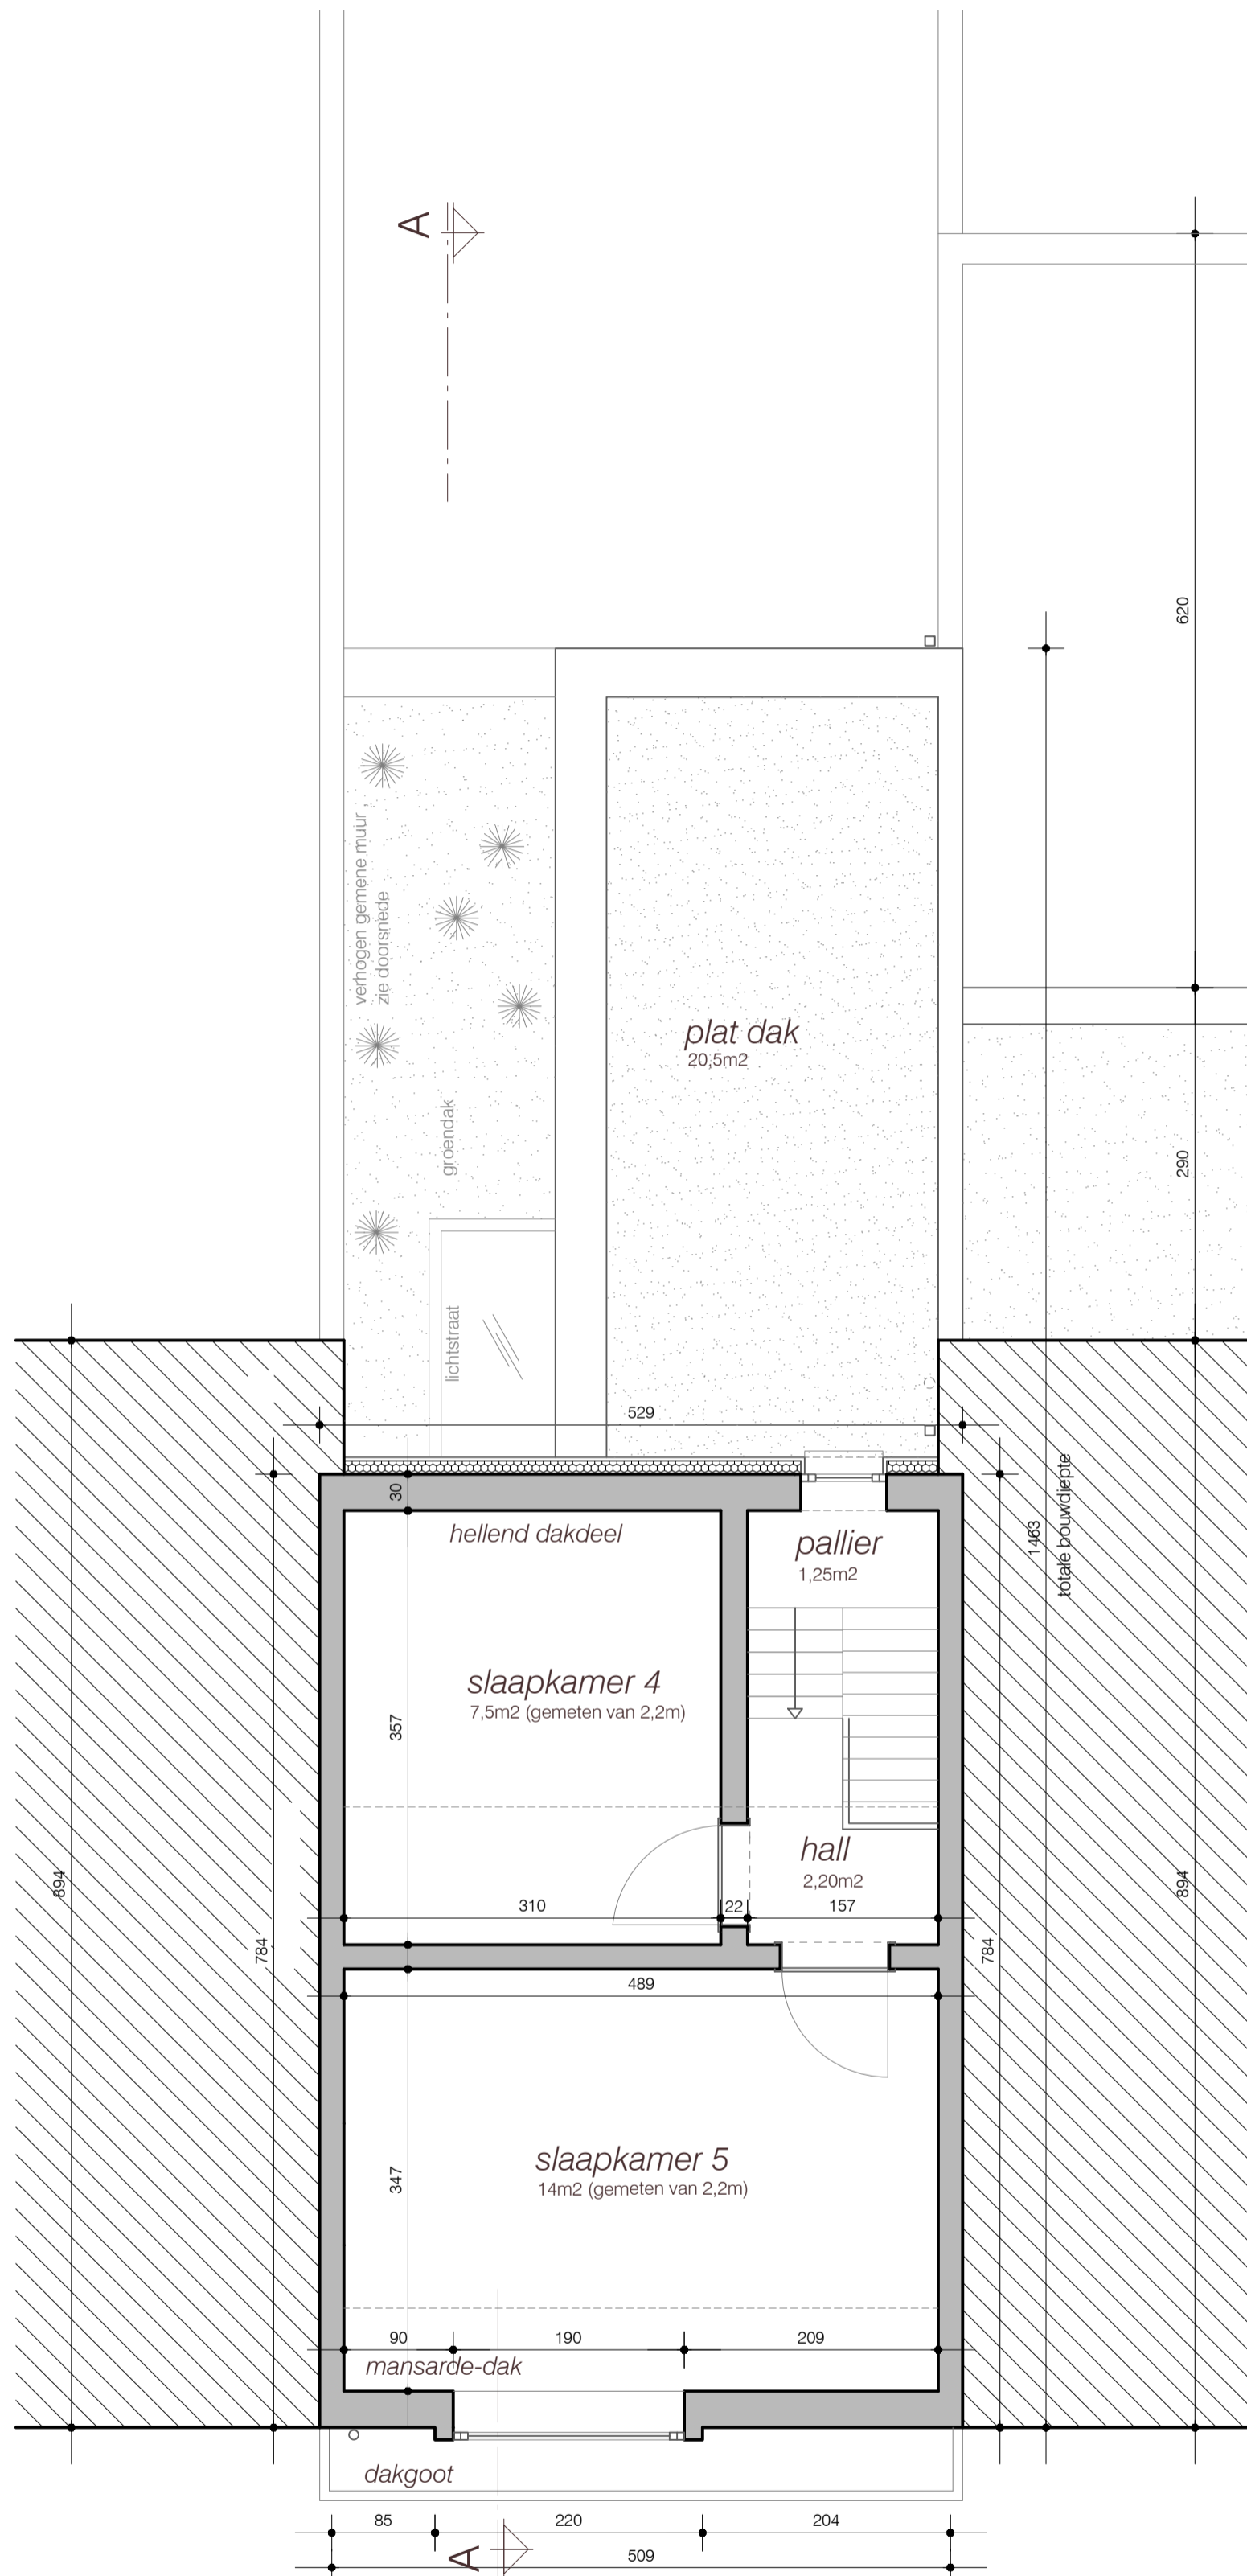 A
620
verhogen gemene muur ,
zie doorsnede
plat dak
20,5m2
groendak
290
lichtstraat
529
30
hellend dakdeel
pallier
1,25m2
1463
totale bouwdiepte
slaapkamer 4
7,5m2 (gemeten van 2,2m)
357
hall
2,20m2
894
894
310
22
157
784
784
489
slaapkamer 5
14m2 (gemeten van 2,2m)
347
90
190
209
mansarde-dak
dakgoot
85
220
204
A
509